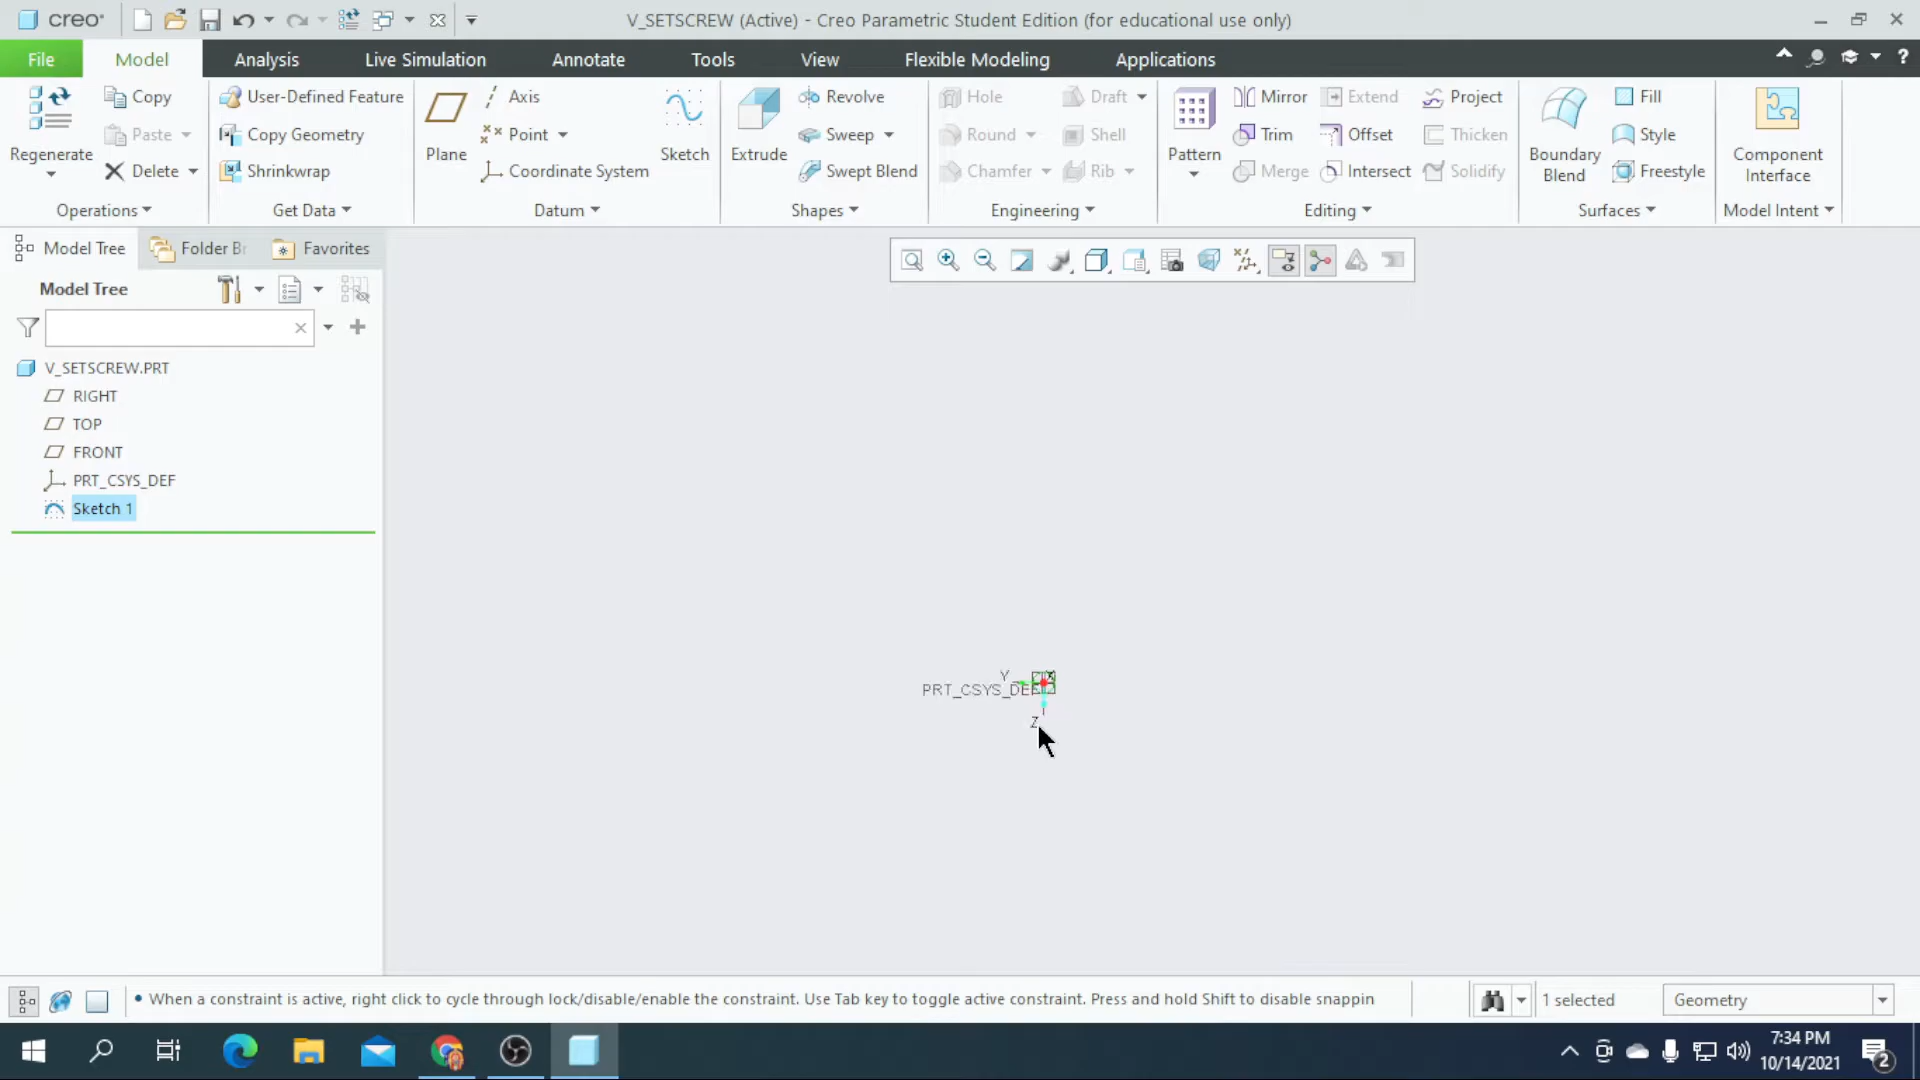 creo
V_SETSCREW (Active) - Creo Parametric Student Edition (for educational use only)
File Model Analysis Live Simulation Annotate Tools View Flexible Modeling Applications
Regenerate
Copy
Paste
Delete
Operations
User-Defined Feature
Copy Geometry
Shrinkwrap
Get Data
Plane
Axis
Point
Coordinate System
Sketch
Datum
Extrude
Revolve
Sweep
Swept Blend
Shapes
Hole
Round
Chamfer
Draft
Shell
Rib
Engineering
Pattern
Mirror
Trim
Merge
Extend
Offset
Intersect
Project
Thicken
Solidify
Editing
Boundary
Blend
Fill
Style
Freestyle
Surfaces
Component
Interface
Model Intent
Model Tree Folder Br Favorites
Model Tree
V_SETSCREW.PRT
RIGHT
TOP
FRONT
PRT_CSYS_DEF
Sketch 1
Y X
PRT_CSYS_DEF
Z
• When a constraint is active, right click to cycle through lock/disable/enable the constraint. Use Tab key to toggle active constraint. Press and hold Shift to disable snappin
1 selected
Geometry
7:34 PM
10/14/2021
2